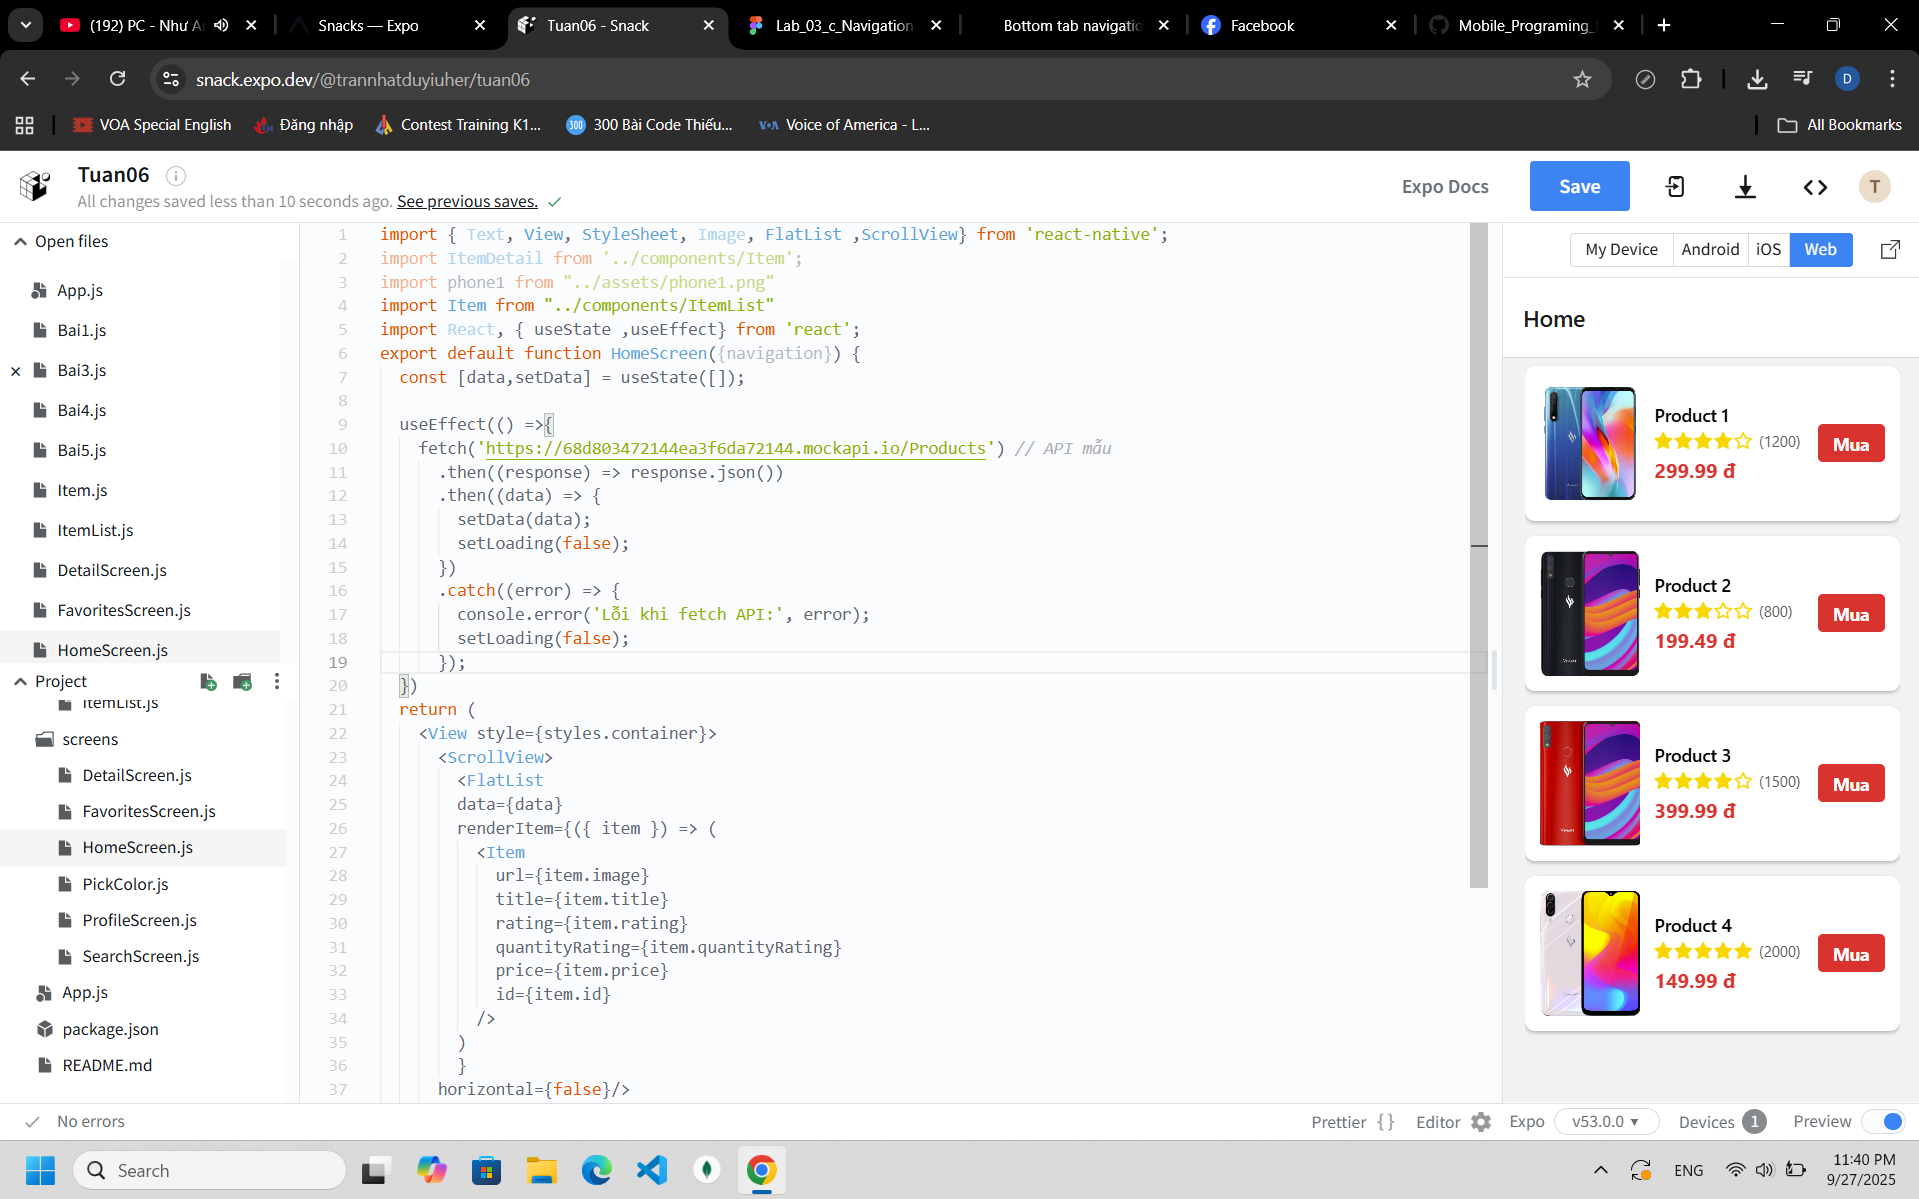 (192) PC - Như A
Snacks — Expo
Tuan06 - Snack
Lab_03_c_Navigation
Bottom tab navigatio
Facebook
Mobile_Programing_
snack.expo.dev/@trannhatduyiuher/tuan06
D
VOA Special English
Đăng nhập
Contest Training K1...
300 Bài Code Thiếu...
Voice of America - L...
All Bookmarks
Tuan06
All changes saved less than 10 seconds ago. See previous saves.
Expo Docs
Save
T
Open files
App.js
Bai1.js
Bai3.js
Bai4.js
Bai5.js
Item.js
ItemList.js
DetailScreen.js
FavoritesScreen.js
HomeScreen.js
Project
ItemList.js
screens
DetailScreen.js
FavoritesScreen.js
HomeScreen.js
PickColor.js
ProfileScreen.js
SearchScreen.js
App.js
package.json
README.md
1 import { Text, View, StyleSheet, Image, FlatList ,ScrollView} from 'react-native';
2 import ItemDetail from '../components/Item';
3 import phone1 from "../assets/phone1.png"
4 import Item from "../components/ItemList"
5 import React, { useState ,useEffect} from 'react';
6 export default function HomeScreen({navigation}) {
7 const [data,setData] = useState([]);
8
9 useEffect(() =>{
10 fetch('https://68d803472144ea3f6da72144.mockapi.io/Products') // API mẫu
11 .then((response) => response.json())
12 .then((data) => {
13 setData(data);
14 setLoading(false);
15 })
16 .catch((error) => {
17 console.error('Lỗi khi fetch API:', error);
18 setLoading(false);
19 });
20 })
21 return (
22 <View style={styles.container}>
23 <ScrollView>
24 <FlatList
25 data={data}
26 renderItem={({ item }) => (
27 <Item
28 url={item.image}
29 title={item.title}
30 rating={item.rating}
31 quantityRating={item.quantityRating}
32 price={item.price}
33 id={item.id}
34 />
35 )
36 }
37 horizontal={false}/>
My Device
Android
iOS
Web
Home
Product 1
(1200)
299.99 đ
Mua
Product 2
(800)
199.49 đ
Mua
Product 3
(1500)
399.99 đ
Mua
Product 4
(2000)
149.99 đ
Mua
No errors
Prettier {}
Editor
Expo
v53.0.0
Devices 1
Preview
Search
ENG
11:40 PM
9/27/2025